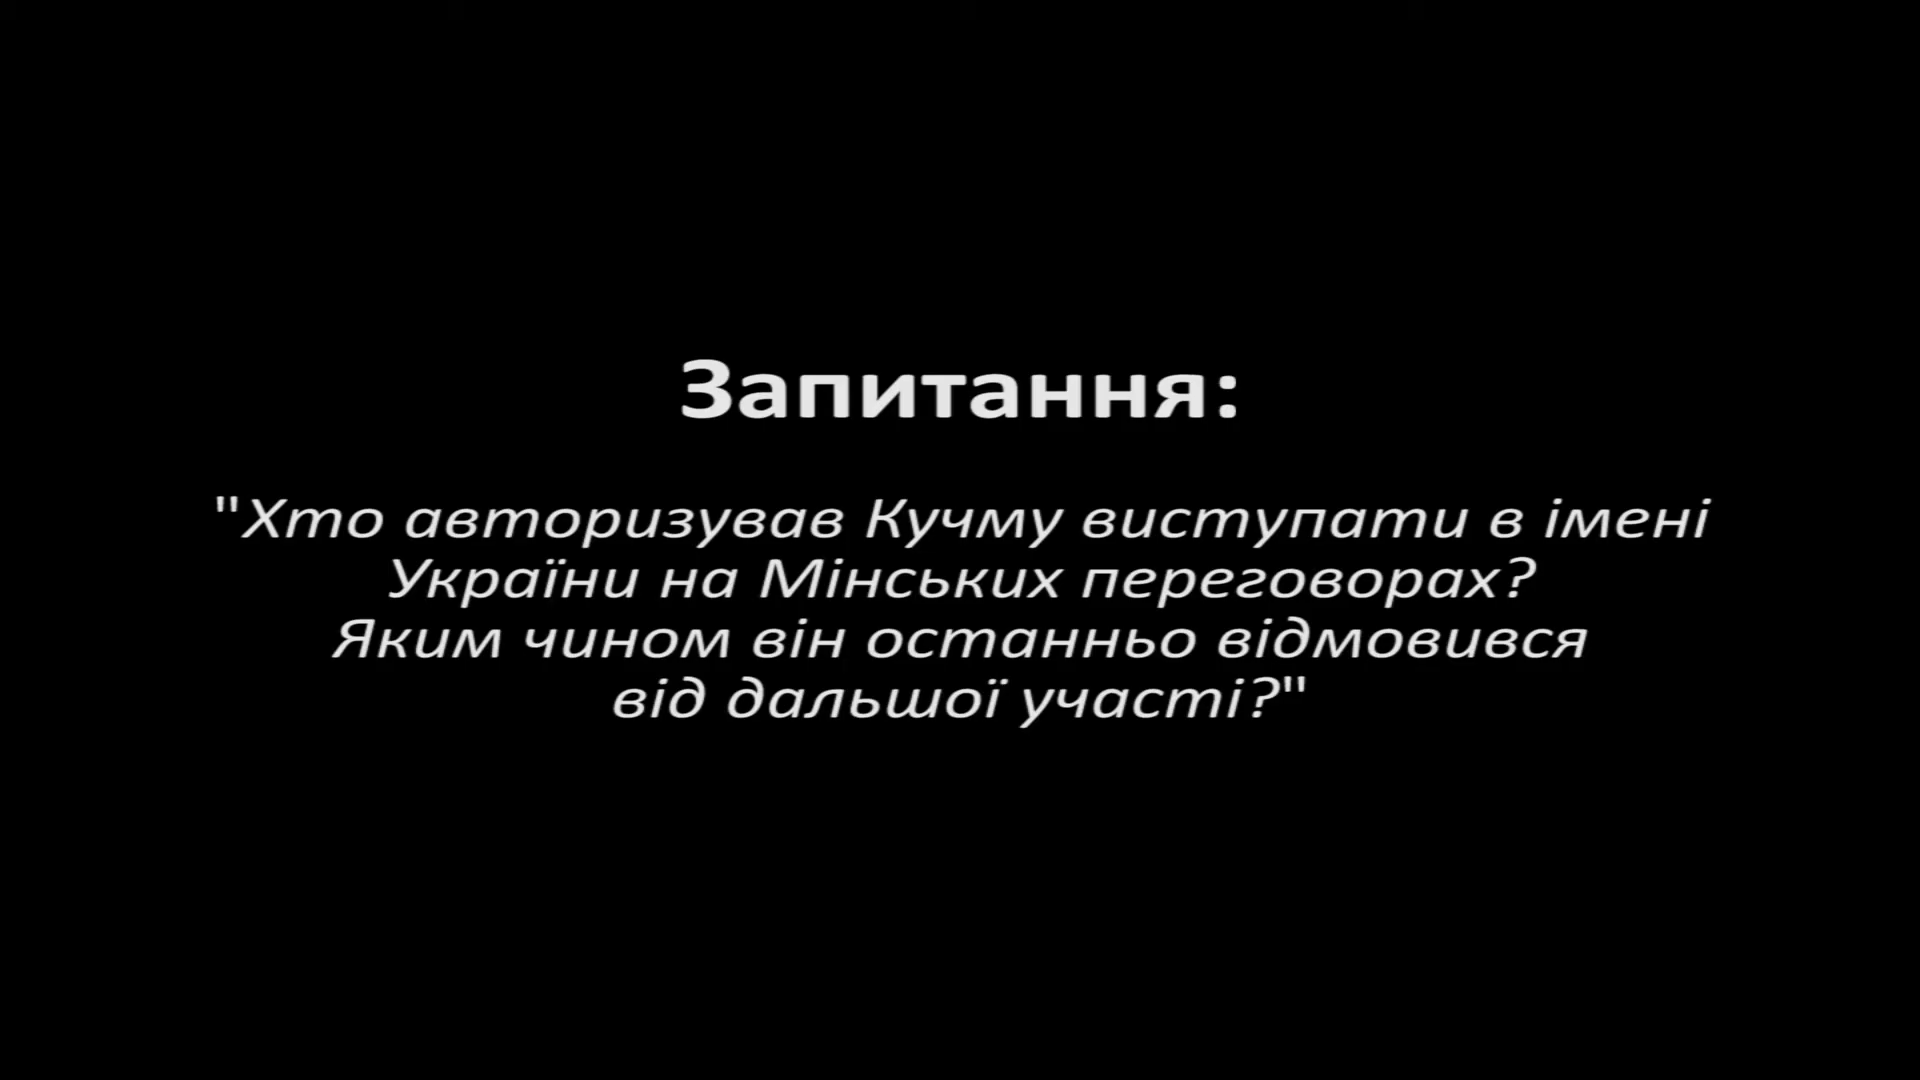 Запитання:
"Хто авторизував Кучму виступати в імені
України на Мінських переговорах?
Яким чином він останньо відмовився
від дальшої участі?"